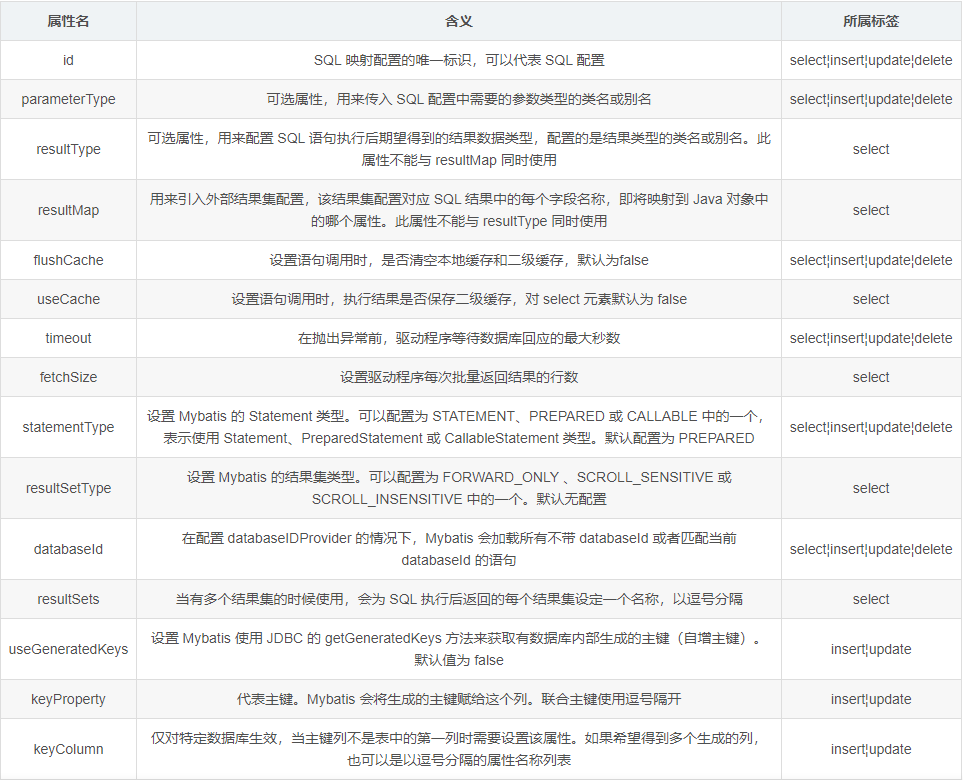 属性名 含义 所属标签
id SQL 映射配置的唯一标识，可以代表 SQL 配置 select¦insert¦update¦delete
parameterType 可选属性，用来传入 SQL 配置中需要的参数类型的类名或别名 select¦insert¦update¦delete
可选属性，用来配置 SQL 语句执行后期望得到的结果数据类型，配置的是结果类型的类名或别名。此
resultType select
属性不能与 resultMap 同时使用
用来引入外部结果集配置，该结果集配置对应 SQL 结果中的每个字段名称，即将映射到 Java 对象中
resultMap select
的哪个属性。此属性不能与 resultType 同时使用
flushCache 设置语句调用时，是否清空本地缓存和二级缓存，默认为false select¦insert¦update¦delete
useCache 设置语句调用时，执行结果是否保存二级缓存，对 select 元素默认为 false select
timeout 在抛出异常前，驱动程序等待数据库回应的最大秒数 select¦insert¦update¦delete
fetchSize 设置驱动程序每次批量返回结果的行数 select
设置 Mybatis 的 Statement 类型。可以配置为 STATEMENT、PREPARED 或 CALLABLE 中的一个，
statementType select¦insert¦update¦delete
表示使用 Statement、PreparedStatement 或 CallableStatement 类型。默认配置为 PREPARED
设置 Mybatis 的结果集类型。可以配置为 FORWARD_ONLY 、SCROLL_SENSITIVE 或
resultSetType select
SCROLL_INSENSITIVE 中的一个。默认无配置
在配置 databaseIDProvider 的情况下，Mybatis 会加载所有不带 databaseId 或者匹配当前
databaseId select¦insert¦update¦delete
databaseId 的语句
resultSets 当有多个结果集的时候使用，会为 SQL 执行后返回的每个结果集设定一个名称，以逗号分隔 select
设置 Mybatis 使用 JDBC 的 getGeneratedKeys 方法来获取有数据库内部生成的主键（自增主键）。
useGeneratedKeys insert¦update
默认值为 false
keyProperty 代表主键。Mybatis 会将生成的主键赋给这个列。联合主键使用逗号隔开 insert¦update
仅对特定数据库生效，当主键列不是表中的第一列时需要设置该属性。如果希望得到多个生成的列，
keyColumn insert¦update
也可以是以逗号分隔的属性名称列表